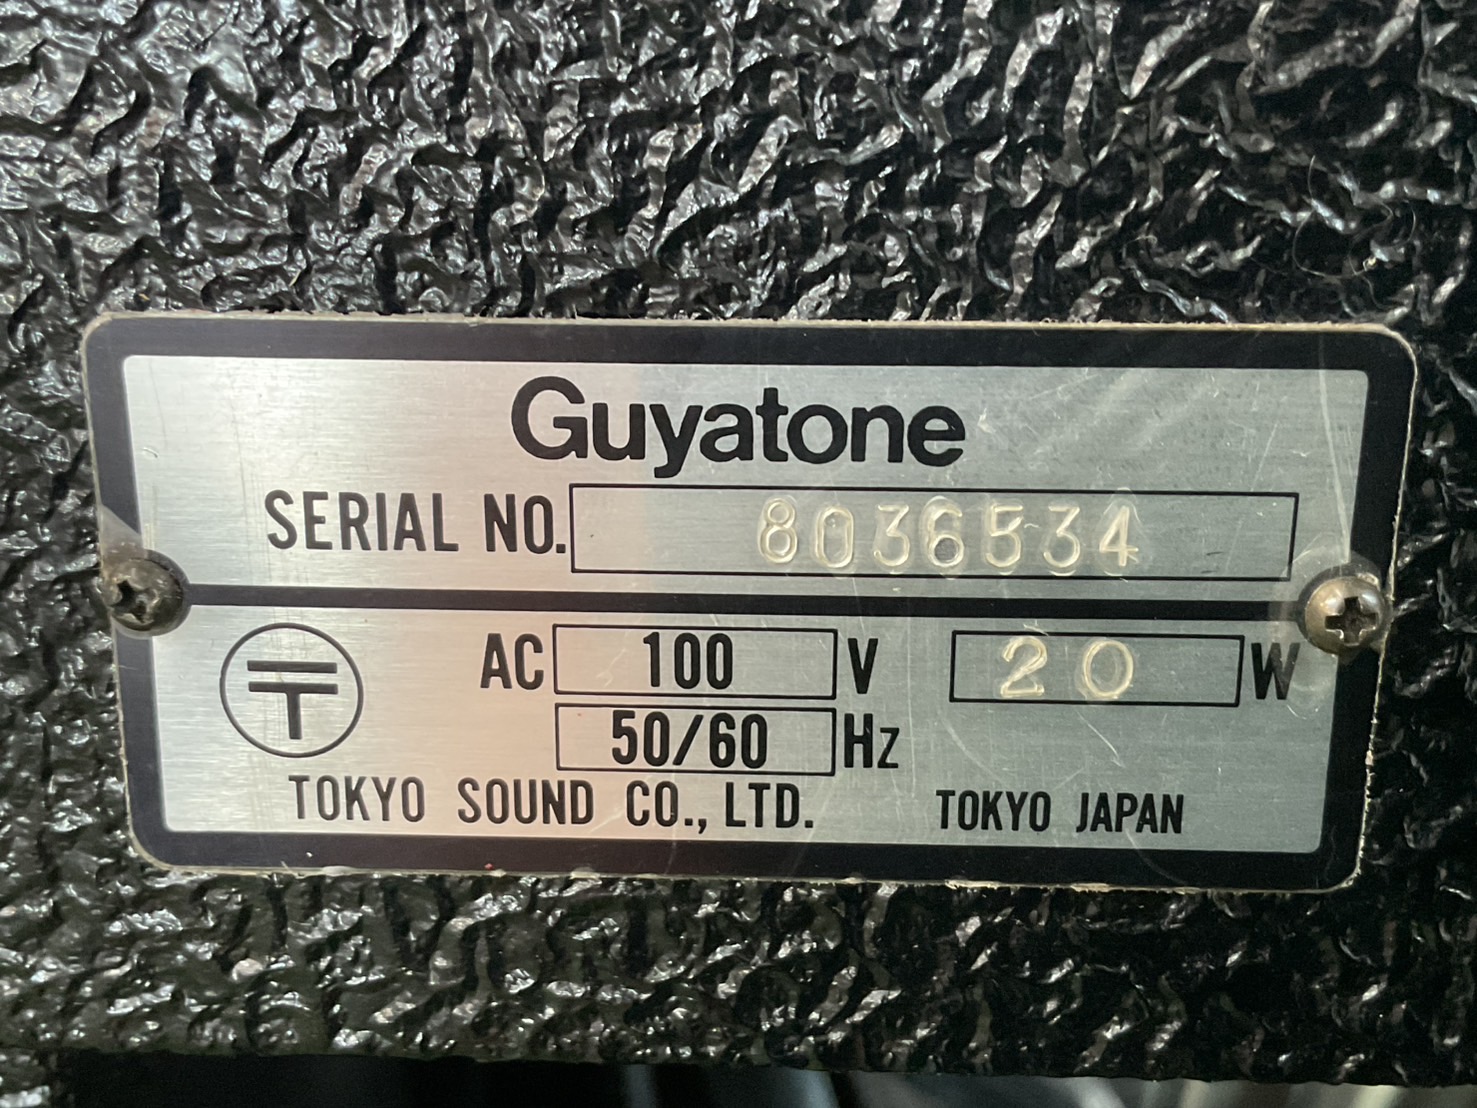 Guyatone
SERIAL NO. 8036534
AC 100 V 20 W
50/60 Hz
TOKYO SOUND CO., LTD. TOKYO JAPAN